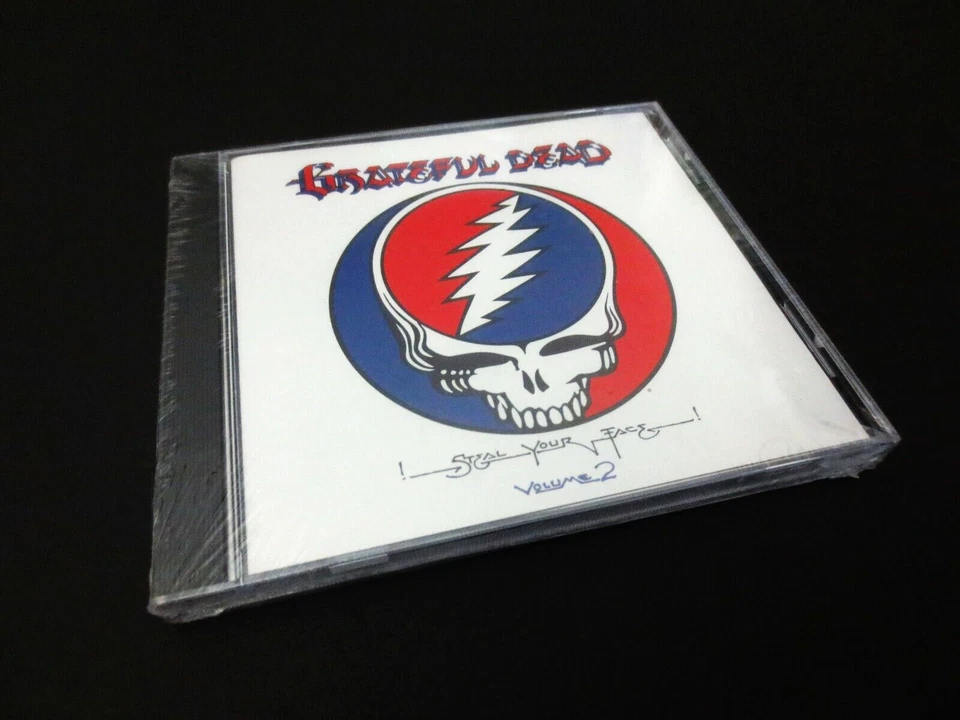 GRATEFUL DEAD
! STEAL YOUR FACE !
VOLUME 2